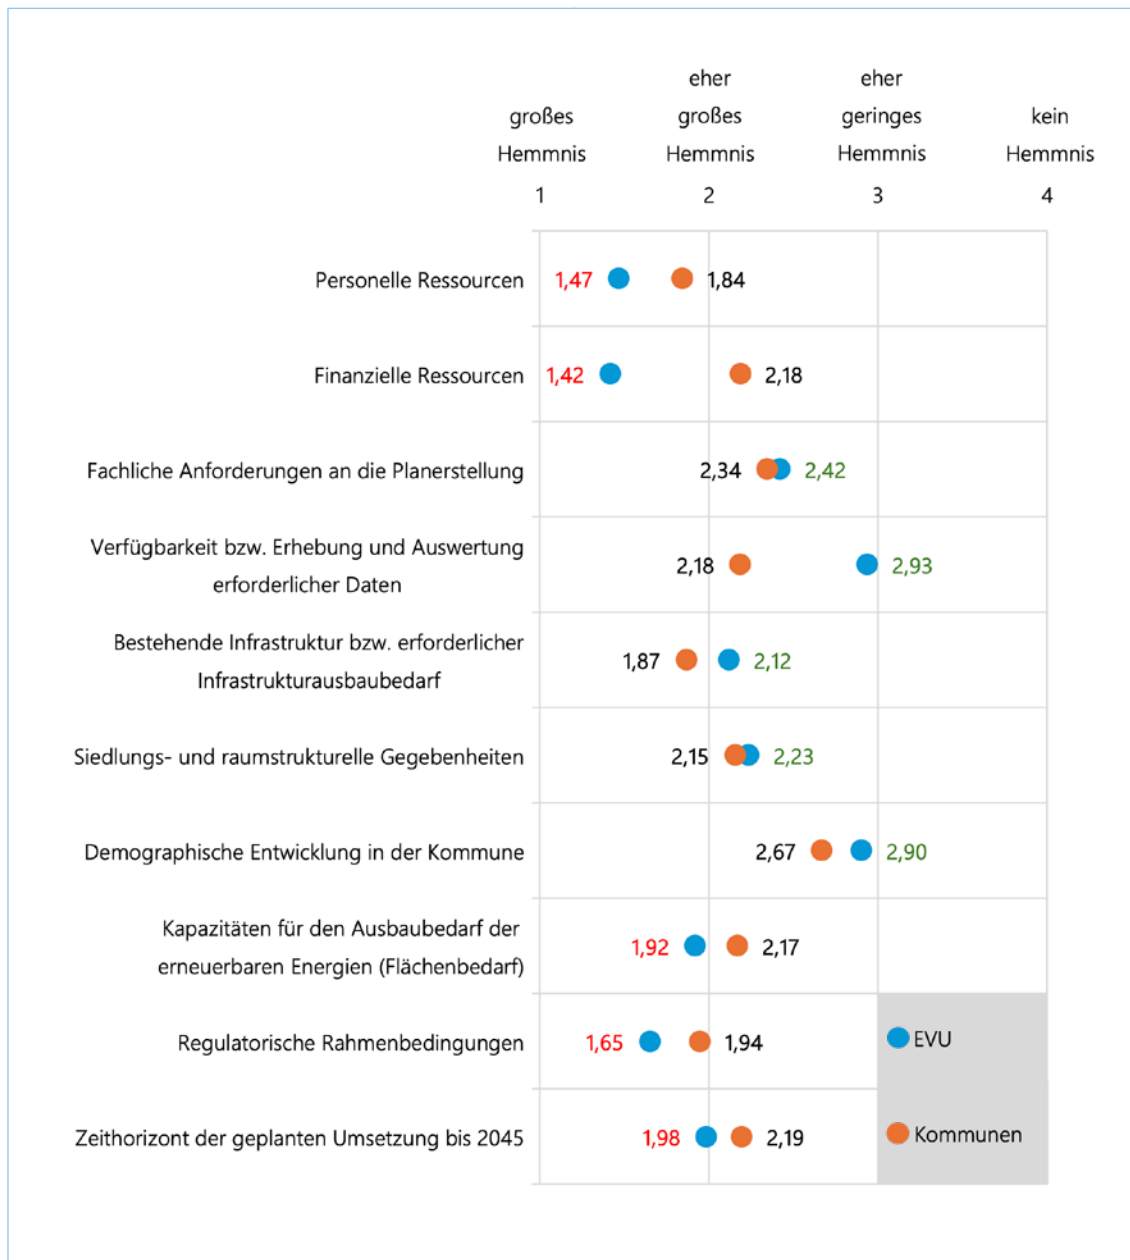 eher
eher
großes
großes
geringes
kein
Hemmnis
Hemmnis
Hemmnis
Hemmnis
1
2
3
4
Personelle Ressourcen
1,47
1,84
Finanzielle Ressourcen
1,42
2,18
Fachliche Anforderungen an die Planerstellung
2,34
2,42
Verfügbarkeit bzw. Erhebung und Auswertung
erforderlicher Daten
2,18
2,93
Bestehende Infrastruktur bzw. erforderlicher
Infrastrukturausbaubedarf
1,87
2,12
Siedlungs- und raumstrukturelle Gegebenheiten
2,15
2,23
Demographische Entwicklung in der Kommune
2,67
2,90
Kapazitäten für den Ausbaubedarf der
erneuerbaren Energien (Flächenbedarf)
1,92
2,17
Regulatorische Rahmenbedingungen
1,65
1,94
EVU
Zeithorizont der geplanten Umsetzung bis 2045
1,98
2,19
Kommunen